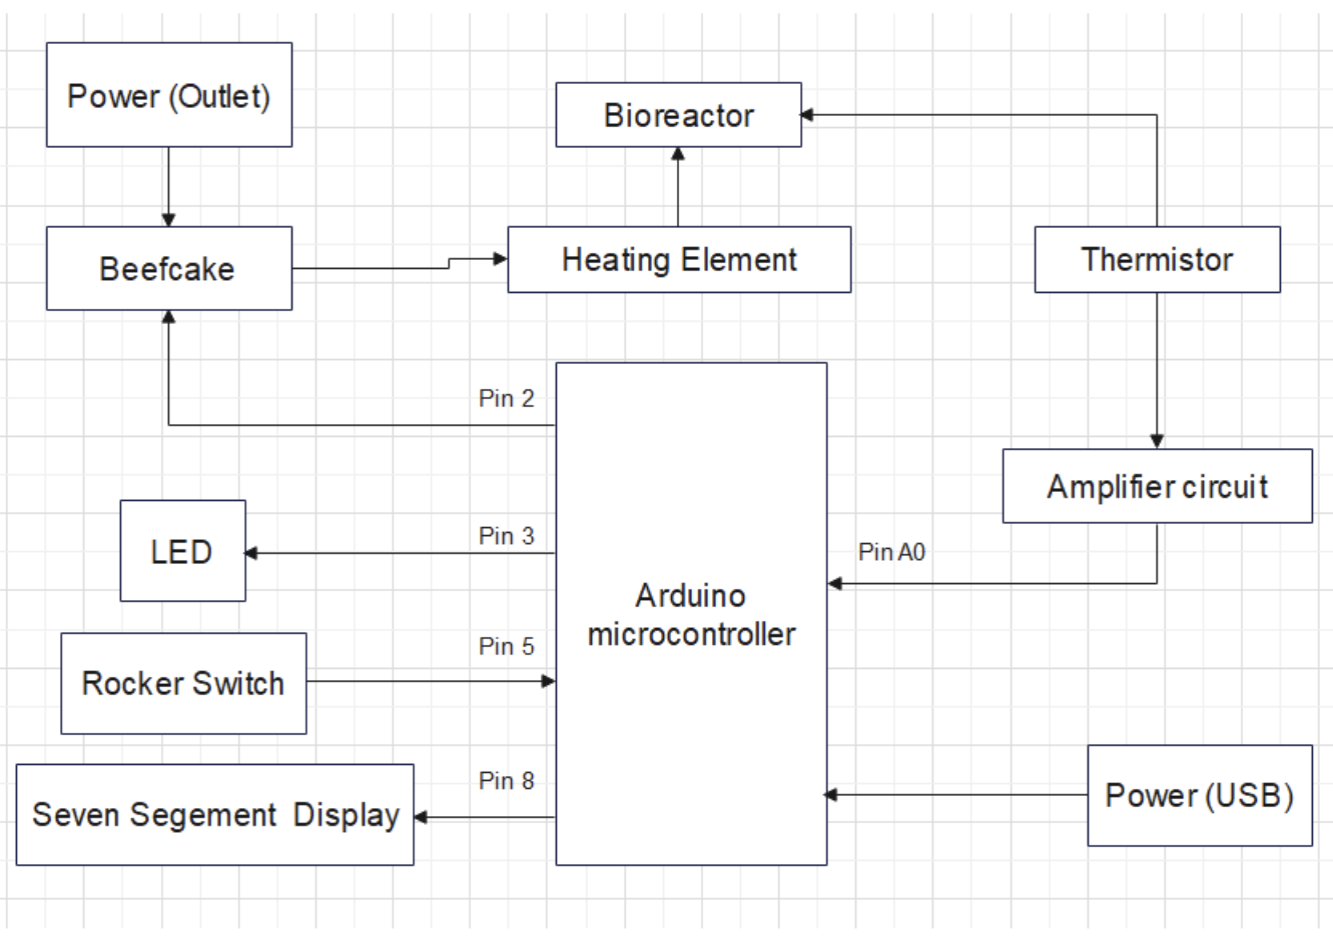 Power (Outlet)
Bioreactor
Beefcake
Heating Element
Thermistor
Pin 2
Amplifier circuit
LED
Pin 3
Pin A0
Arduino
microcontroller
Pin 5
Rocker Switch
Pin 8
Seven Segement Display
Power (USB)